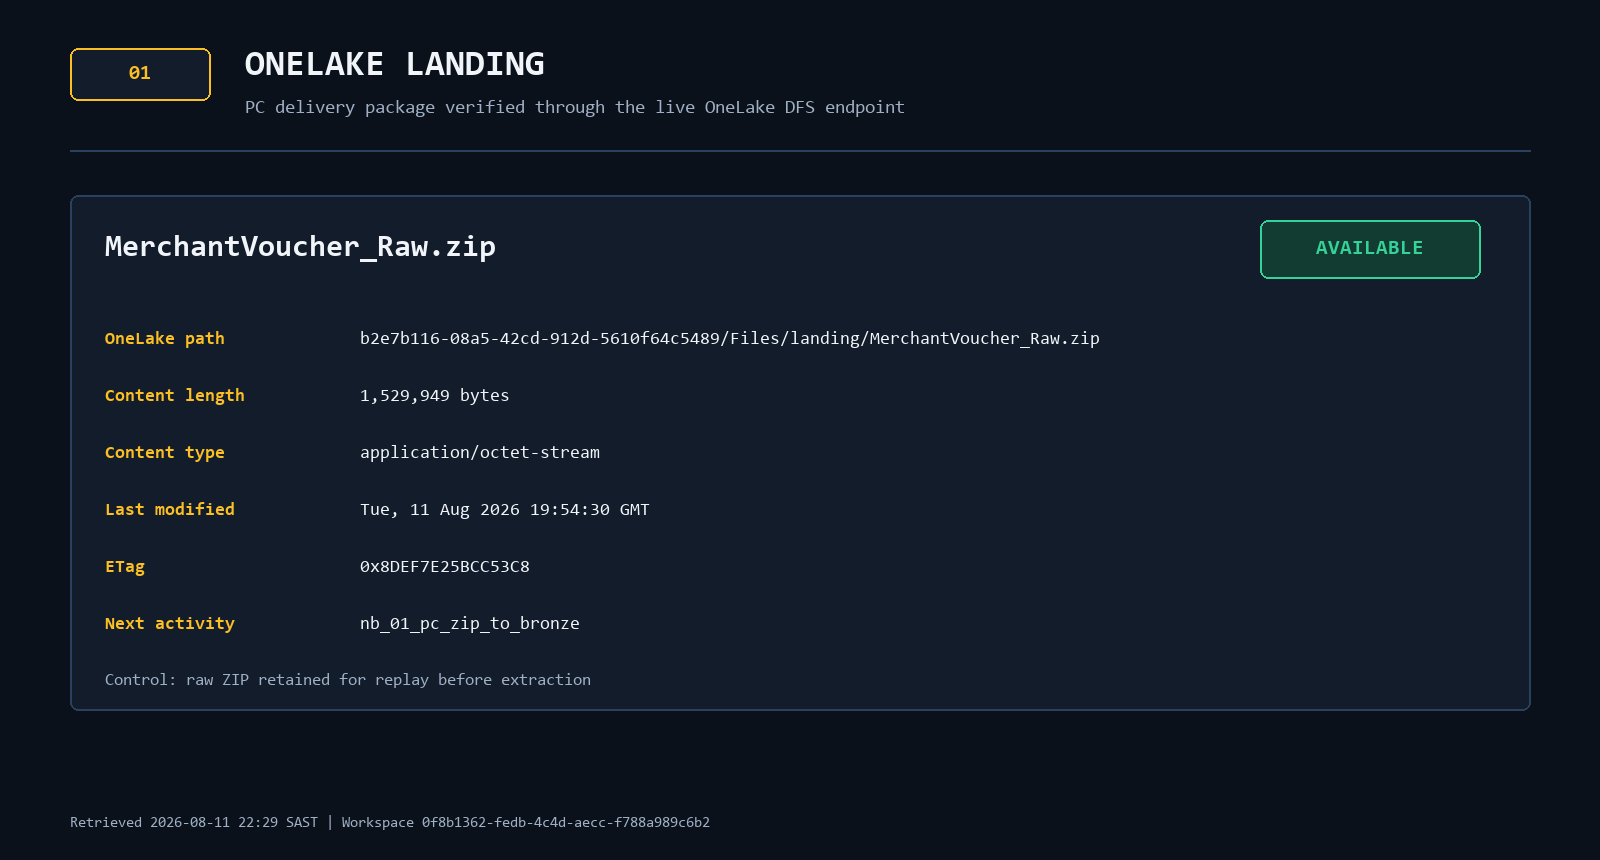 01
ONELAKE LANDING
PC delivery package verified through the live OneLake DFS endpoint
MerchantVoucher_Raw.zip
AVAILABLE
OneLake path b2e7b116-08a5-42cd-912d-5610f64c5489/Files/landing/MerchantVoucher_Raw.zip
Content length 1,529,949 bytes
Content type application/octet-stream
Last modified Tue, 11 Aug 2026 19:54:30 GMT
ETag 0x8DEF7E25BCC53C8
Next activity nb_01_pc_zip_to_bronze
Control: raw ZIP retained for replay before extraction
Retrieved 2026-08-11 22:29 SAST | Workspace 0f8b1362-fedb-4c4d-aecc-f788a989c6b2